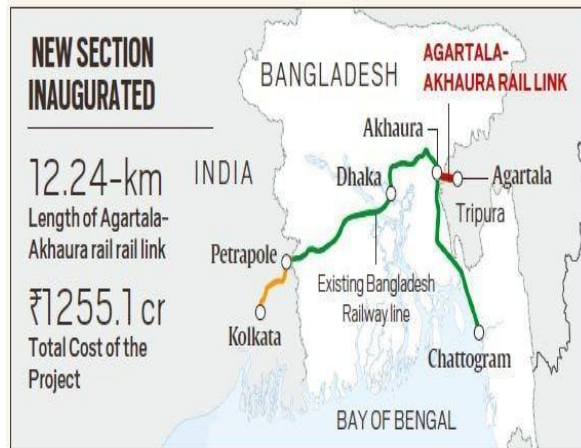 NEW SECTION
INAUGURATED
12.24-km
Length of Agartala-
Akhaura rail rail link
₹1255.1 cr
Total Cost of the
Project
BANGLADESH
AGARTALA-
AKHAURA RAIL LINK
Akhaura
INDIA
Dhaka
Agartala
Tripura
Petrapole
Existing Bangladesh
Railway line
Kolkata
Chattogram
BAY OF BENGAL